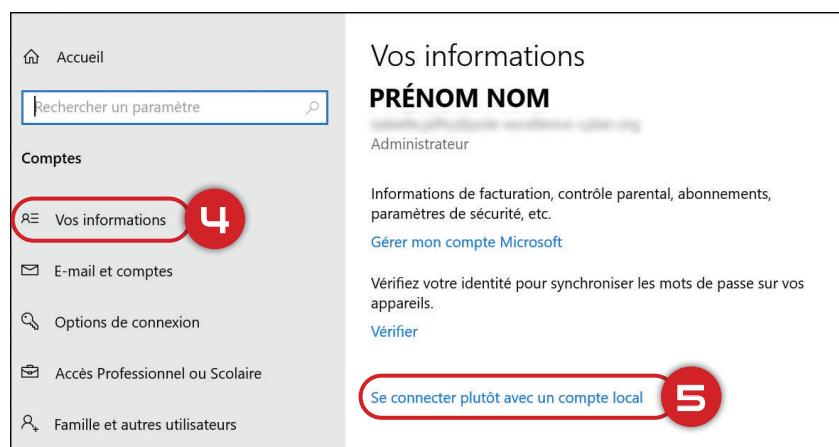 Accueil
Rechercher un paramètre
Comptes
Vos informations
4
E-mail et comptes
Options de connexion
Accès Professionnel ou Scolaire
Famille et autres utilisateurs
Vos informations
PRÉNOM NOM
Administrateur
Informations de facturation, contrôle parental, abonnements,
paramètres de sécurité, etc.
Gérer mon compte Microsoft
Vérifiez votre identité pour synchroniser les mots de passe sur vos
appareils.
Vérifier
Se connecter plutôt avec un compte local
5